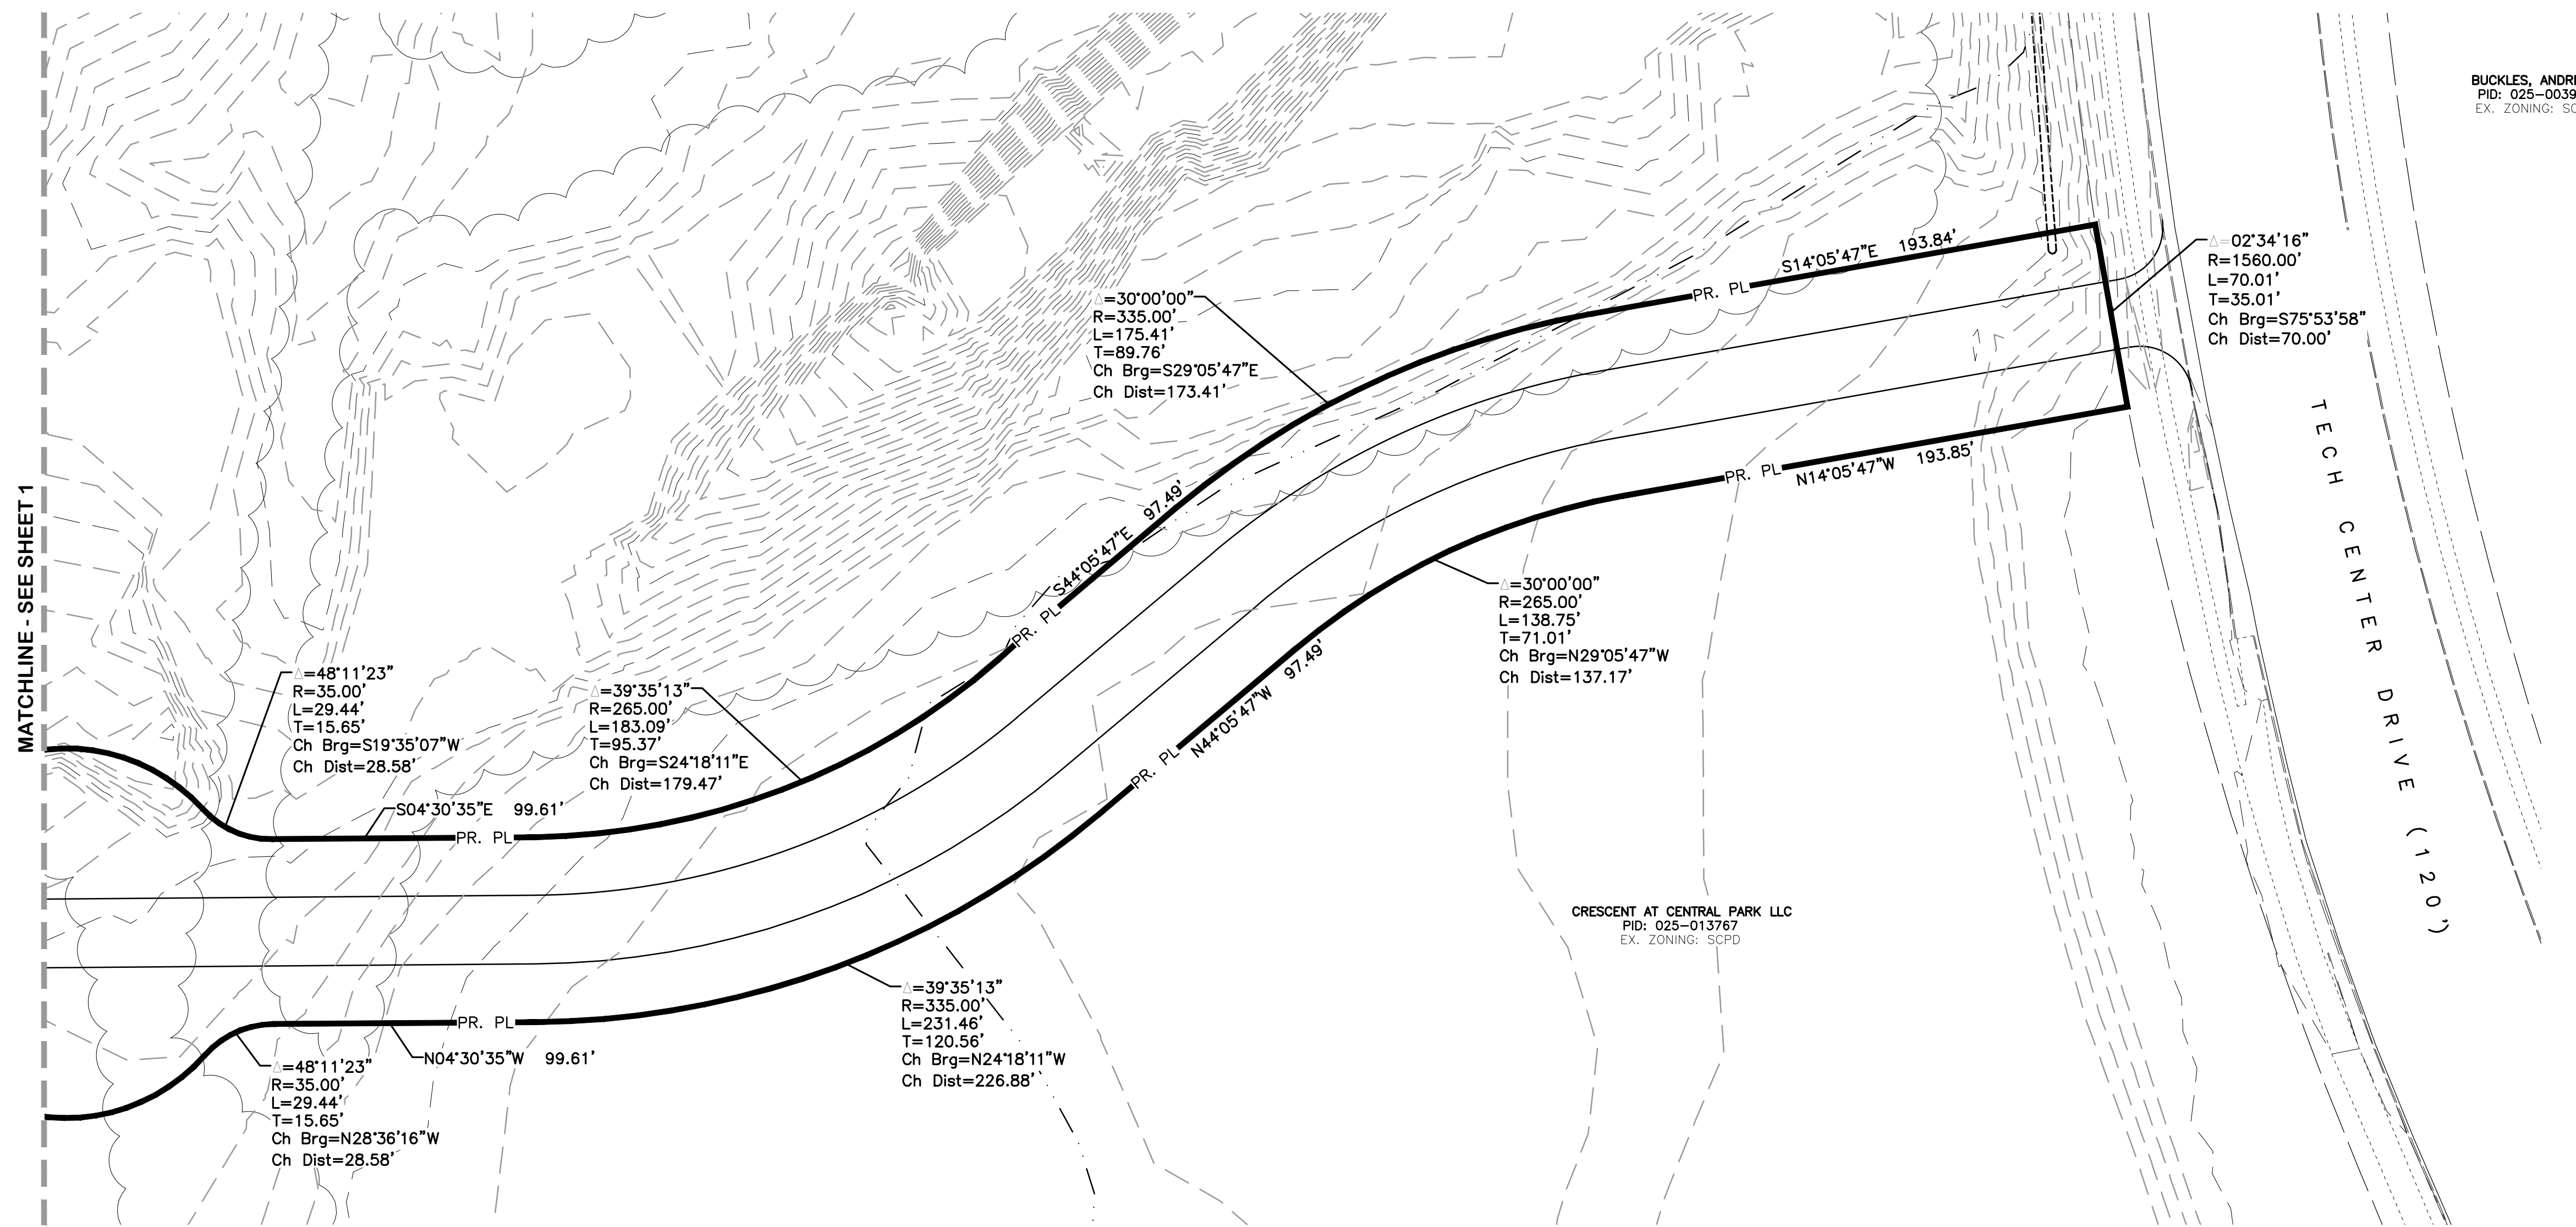 MATCHLINE - SEE SHEET 1
BUCKLES, ANDRE
PID: 025-0039
EX. ZONING: SC
Δ=02°34'16"
R=1560.00'
L=70.01'
T=35.01'
Ch Brg=S75°53'58"
Ch Dist=70.00'
S14°05'47"E 193.84'
PR. PL
Δ=30°00'00"
R=335.00'
L=175.41'
T=89.76'
Ch Brg=S29°05'47"E
Ch Dist=173.41'
S44°05'47"E 97.49'
PR. PL
PR. PL
N14°05'47"W 193.85'
TECH CENTER DRIVE (120')
Δ=30°00'00"
R=265.00'
L=138.75'
T=71.01'
Ch Brg=N29°05'47"W
Ch Dist=137.17'
N44°05'47"W 97.49'
PR. PL
Δ=48°11'23"
R=35.00'
L=29.44'
T=15.65'
Ch Brg=S19°35'07"W
Ch Dist=28.58'
Δ=39°35'13"
R=265.00'
L=183.09'
T=95.37'
Ch Brg=S24°18'11"E
Ch Dist=179.47'
S04°30'35"E 99.61'
PR. PL
CRESCENT AT CENTRAL PARK LLC
PID: 025-013767
EX. ZONING: SCPD
Δ=39°35'13"
R=335.00'
L=231.46'
T=120.56'
Ch Brg=N24°18'11"W
Ch Dist=226.88'
PR. PL
N04°30'35"W 99.61'
Δ=48°11'23"
R=35.00'
L=29.44'
T=15.65'
Ch Brg=N28°36'16"W
Ch Dist=28.58'